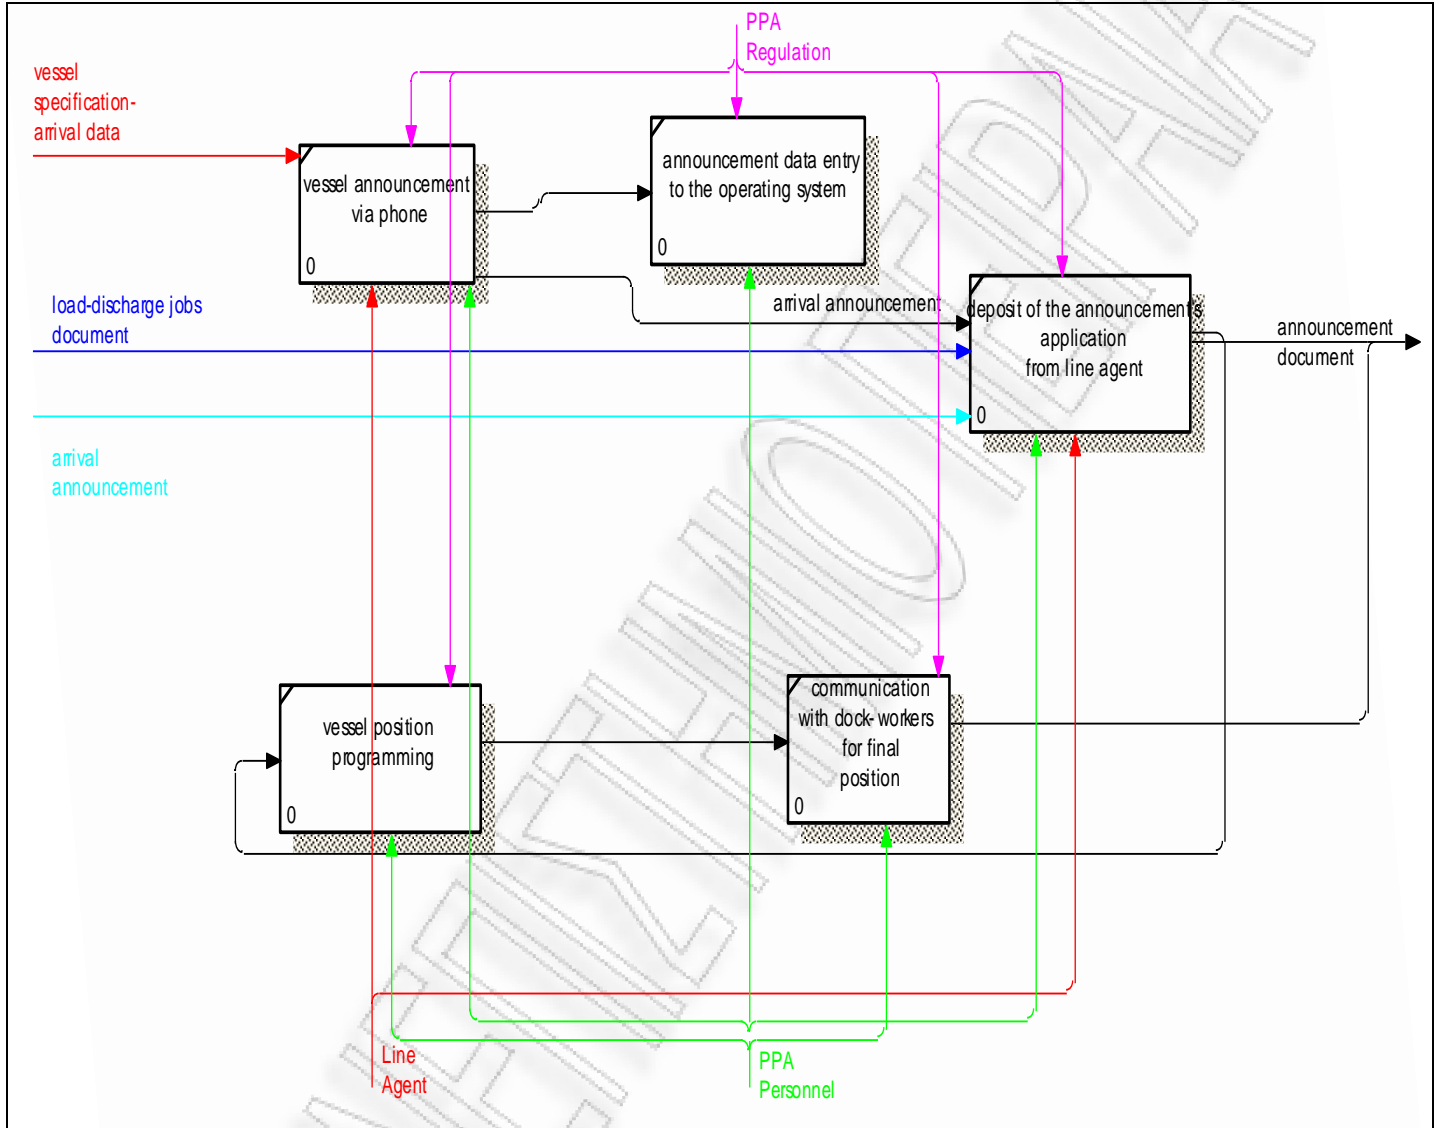 PPA
Regulation
vessel
specification-
arrival data
vessel announcement
via phone
0
announcement data entry
to the operating system
0
load-discharge jobs
document
arrival announcement
deposit of the announcement's
application
from line agent
0
announcement
document
arrival
announcement
vessel position
programming
0
communication
with dock-workers
for final
position
0
Line
Agent
PPA
Personnel